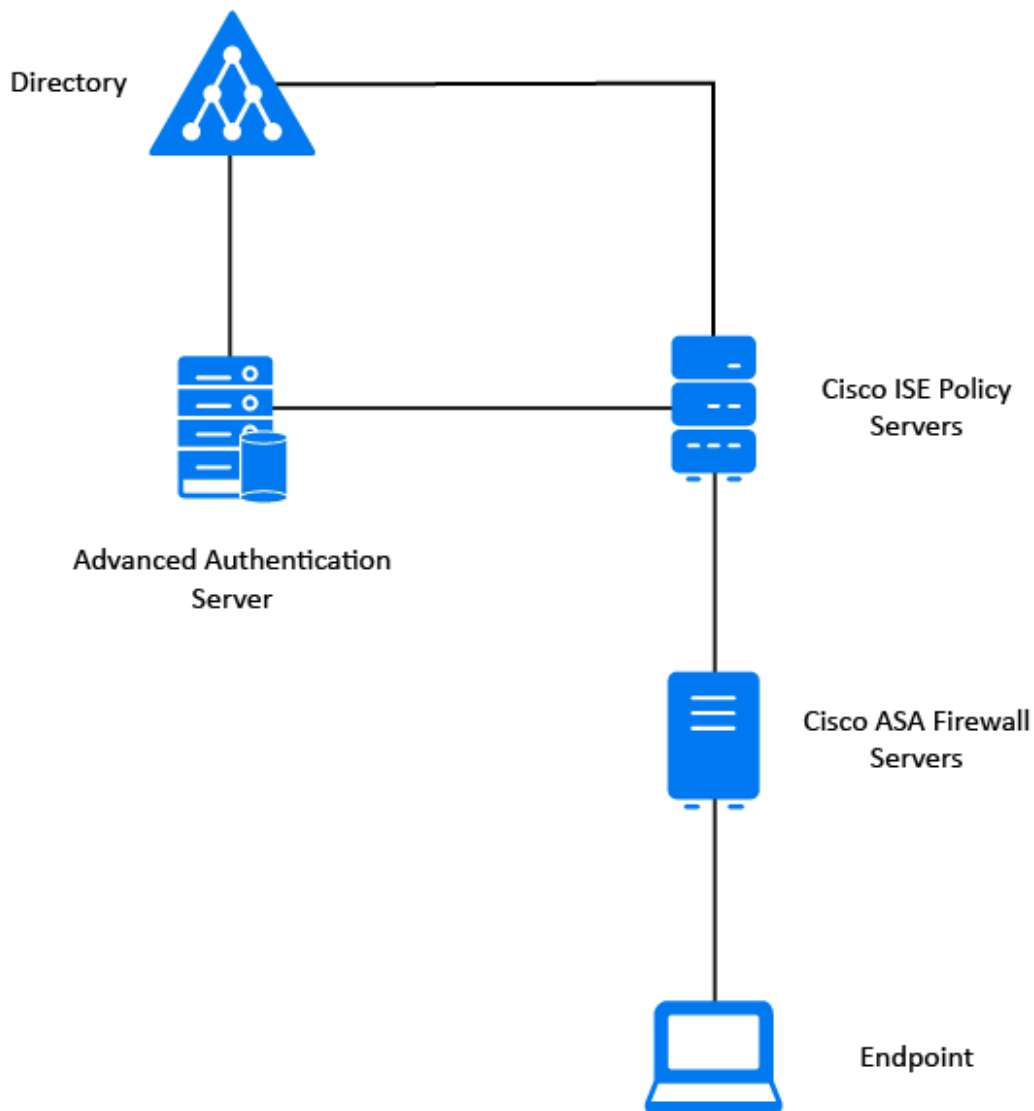 Directory
Cisco ISE Policy
Servers
Advanced Authentication
Server
Cisco ASA Firewall
Servers
Endpoint